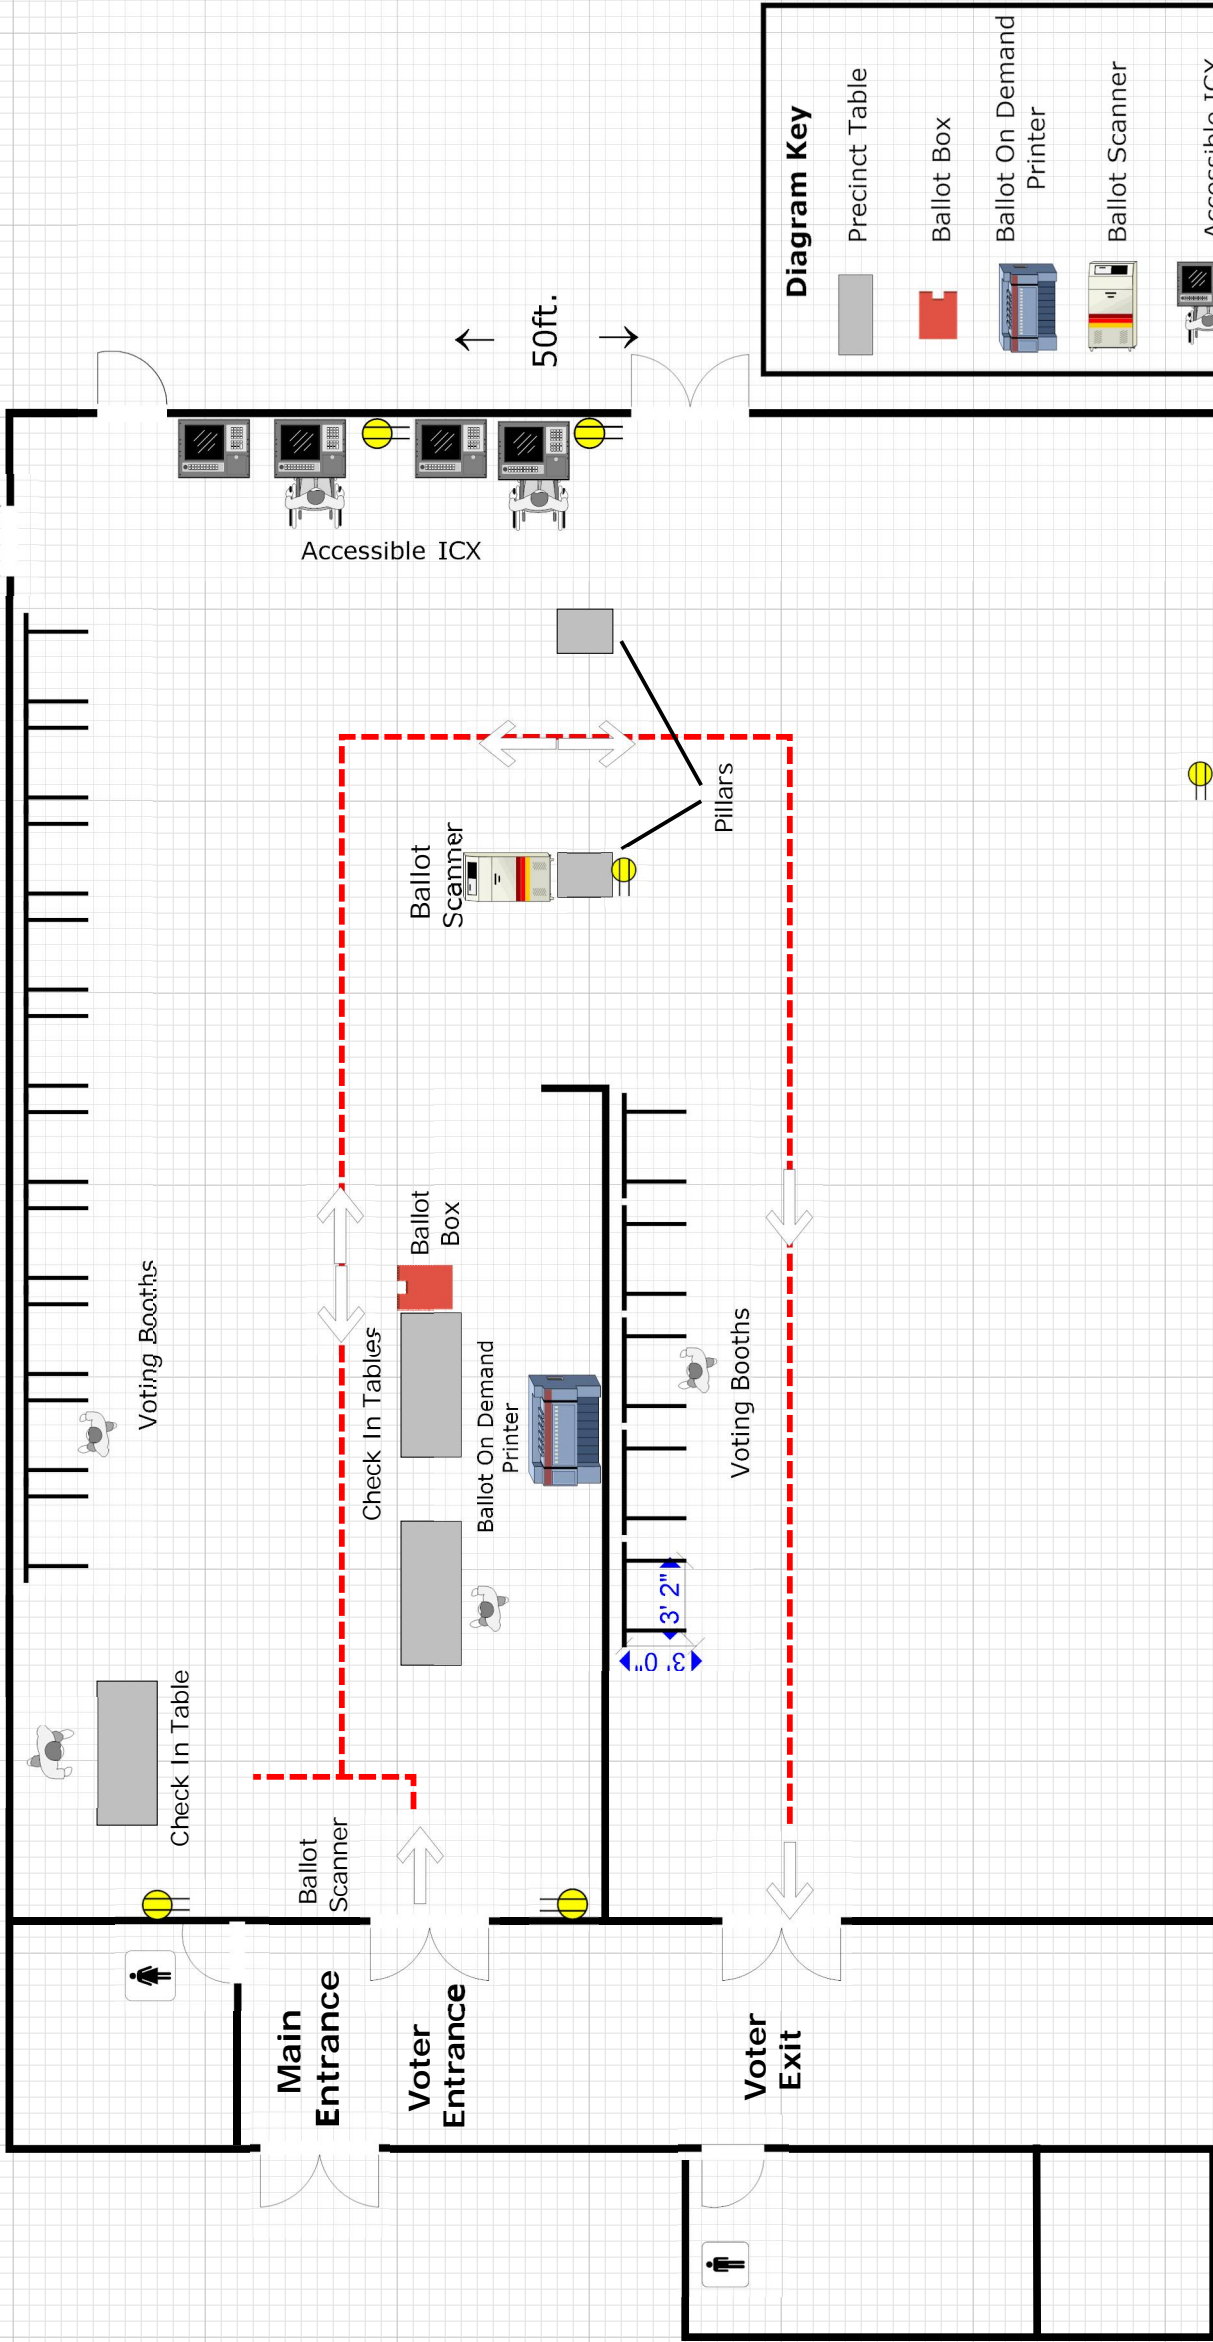 Diagram Key
Precinct Table
Ballot Box
Ballot On Demand
Printer
Ballot Scanner
Accessible ICX
50ft.
Accessible ICX
Pillars
Ballot
Scanner
Voting Booths
Ballot
Box
Check In Tables
Ballot On Demand
Printer
Voting Booths
3' 2"
3' 0"
Check In Table
Ballot
Scanner
Main
Entrance
Voter
Entrance
Voter
Exit